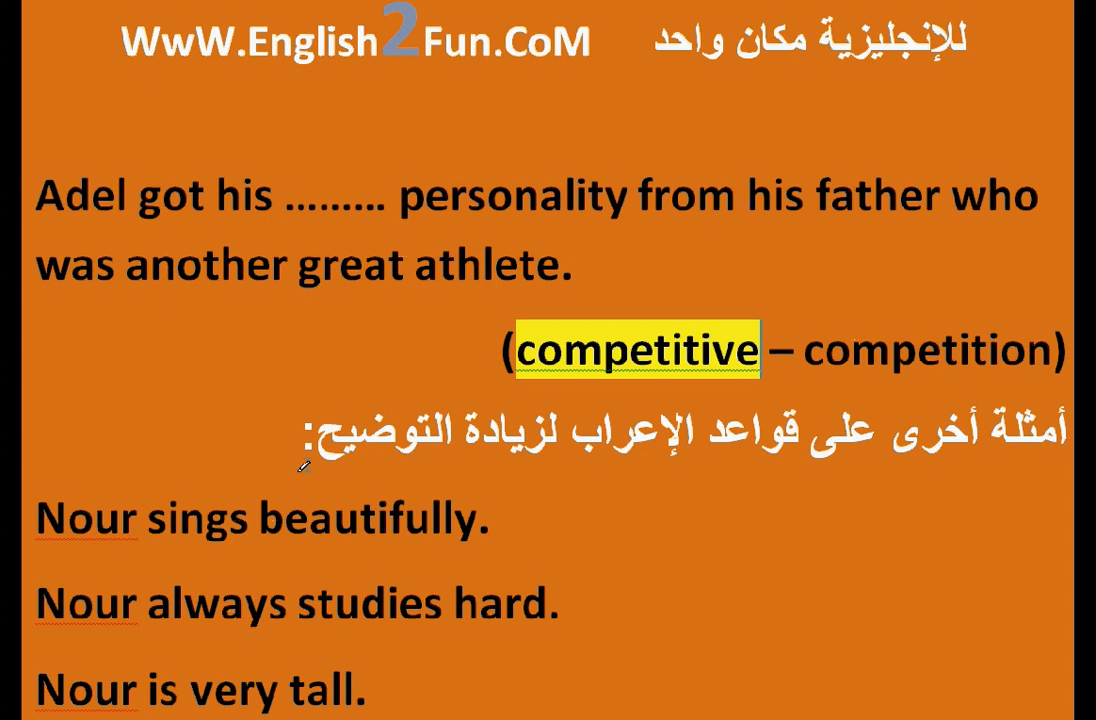 WwW.English2Fun.CoM للإنجليزية مكان واحد
Adel got his ......... personality from his father who
was another great athlete.
(competitive – competition)
أمثلة أخرى على قواعد الإعراب لزيادة التوضيح:
Nour sings beautifully.
Nour always studies hard.
Nour is very tall.